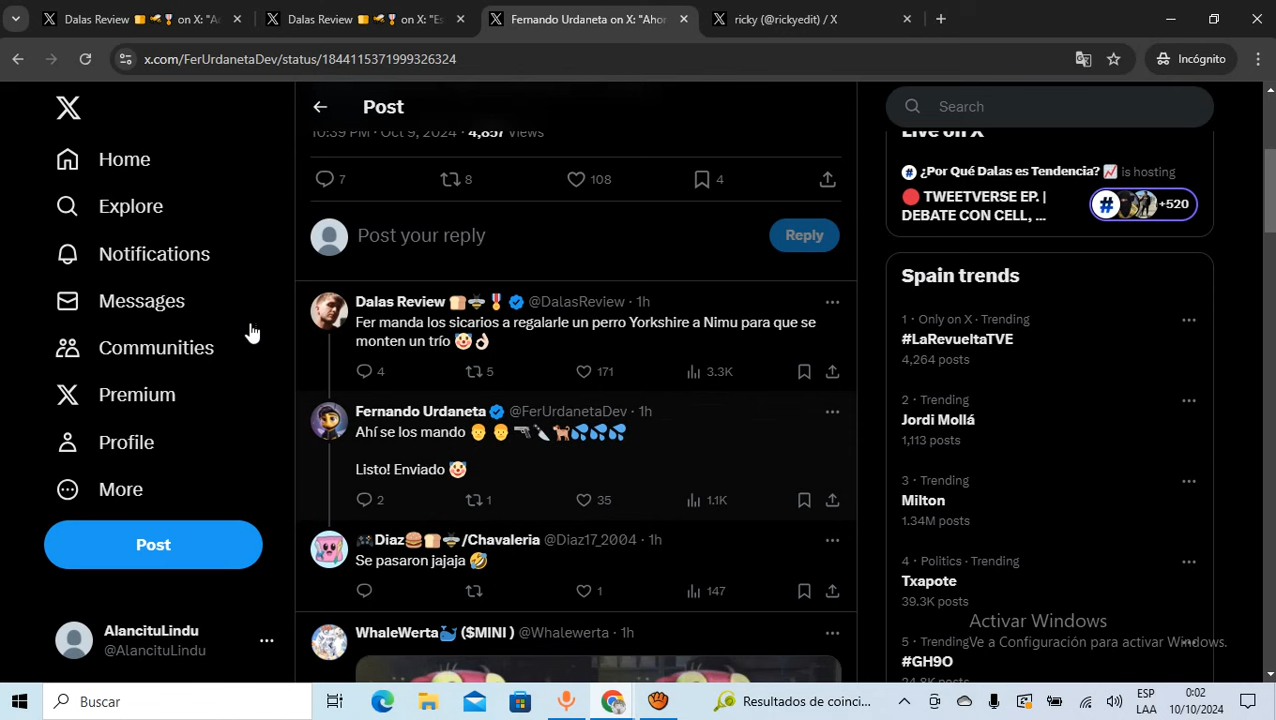 Dalas Review
on X: "A
Dalas Review
on X: "Es
Fernando Urdaneta on X: "Ahor
ricky (@rickyedit) / X
x.com/FerUrdanetaDev/status/1844115371999326324
Incógnito
Home
Explore
Notifications
Messages
Communities
Premium
Profile
More
Post
AlancituLindu
@AlancituLindu
Post
10:39 PM · Oct 9, 2024 · 4,857 Views
7
8
108
4
Post your reply
Reply
Dalas Review @DalasReview · 1h
Fer manda los sicarios a regalarle un perro Yorkshire a Nimu para que se
monten un trío 🤡👌🏻
4
5
171
3.3K
Fernando Urdaneta @FerUrdanetaDev · 1h
Ahí se los mando 👨👨🔫🔪🐕💦💦💦
Listo! Enviado 🤡
2
1
35
1.1K
🎮Diaz🍔🍞🐝/Chavaleria @Diaz17_2004 · 1h
Se pasaron jajaja 🤣
1
147
WhaleWerta🐳 ($MINI ) @Whalewerta · 1h
Search
Live on X
¿Por Qué Dalas es Tendencia? 📈 is hosting
🔴 TWEETVERSE EP. |
DEBATE CON CELL, ...
+520
Spain trends
1 · Only on X · Trending
#LaRevueltaTVE
4,264 posts
2 · Trending
Jordi Mollá
1,113 posts
3 · Trending
Milton
1.34M posts
4 · Politics · Trending
Txapote
39.3K posts
5 · Trending
#GH9O
24.8K posts
Activar Windows
Ve a Configuración para activar Windows.
Buscar
Resultados de coinci...
ESP
LAA
0:02
10/10/2024